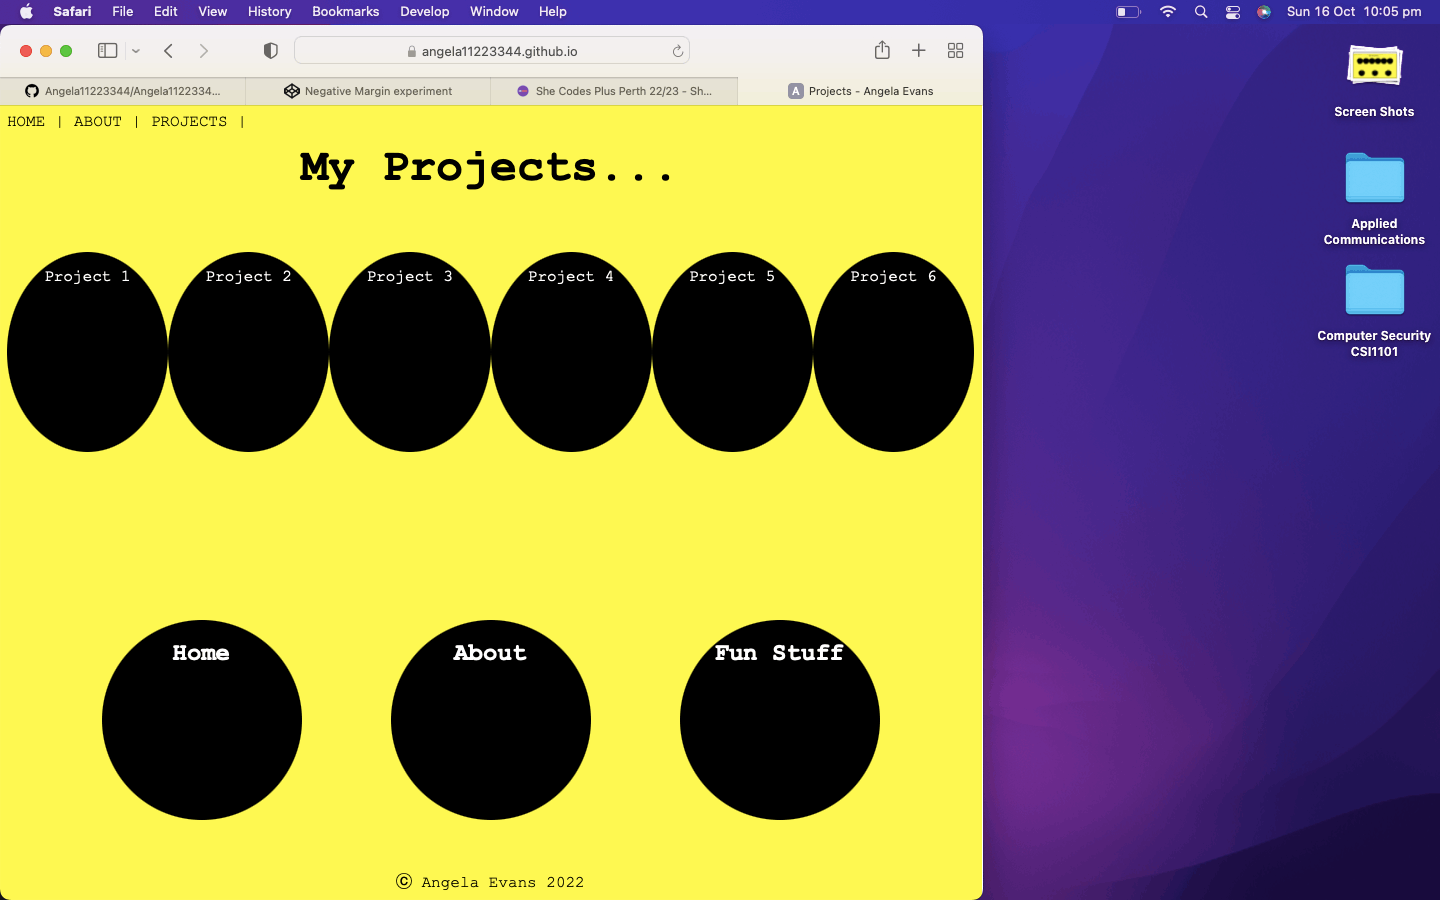 Safari File Edit View History Bookmarks Develop Window Help Sun 16 Oct 10:05 pm
angela11223344.github.io
Angela11223344/Angela1122334... Negative Margin experiment She Codes Plus Perth 22/23 - Sh... A Projects - Angela Evans
HOME | ABOUT | PROJECTS |
My Projects...
Project 1 Project 2 Project 3 Project 4 Project 5 Project 6
Home About Fun Stuff
© Angela Evans 2022
Screen Shots
Applied
Communications
Computer Security
CSI1101